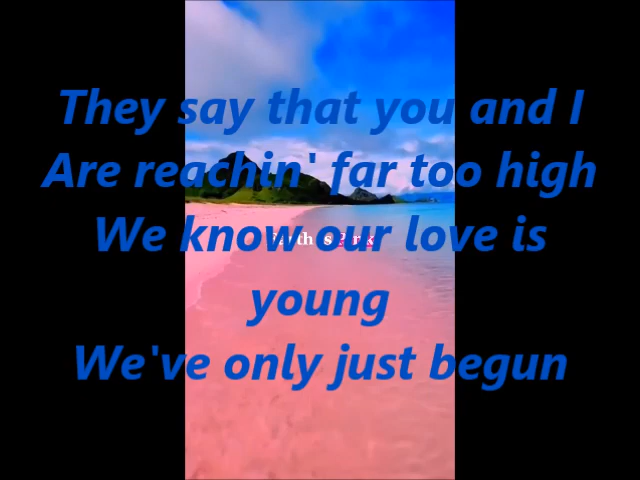 They say that you and I
Are reachin' far too high
We know our love is
young
We've only just begun